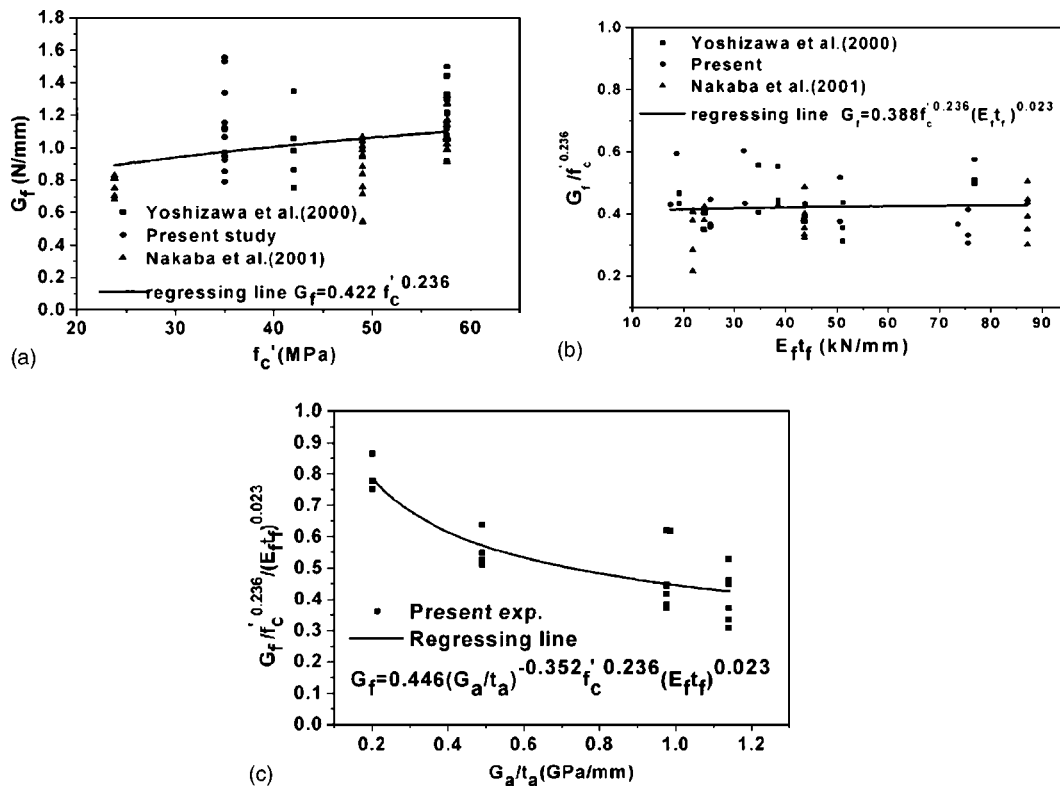 1.8
1.6
1.4
1.2
1.0
0.8
0.6
0.4
0.2
0.0
G_f (N/mm)
Yoshizawa et al.(2000)
Present study
Nakaba et al.(2001)
regressing line G_f=0.422 f_c'^0.236
20 30 40 50 60
f_c'(MPa)
(a)
0.8
0.6
0.4
0.2
G_f/f_c'^0.236
Yoshizawa et al.(2000)
Present
Nakaba et al.(2001)
regressing line G_f=0.388f_c'^0.236(E_f t_f)^0.023
10 20 30 40 50 60 70 80 90
E_f t_f (kN/mm)
(b)
1.0
0.9
0.8
0.7
0.6
0.5
0.4
0.3
0.2
0.1
0.0
G_f/f_c'^0.236/(E_f t_f)^0.023
Present exp.
Regressing line
G_f=0.446(G_a/t_a)^-0.352 f_c'^0.236(E_f t_f)^0.023
0.2 0.4 0.6 0.8 1.0 1.2
G_a/t_a(GPa/mm)
(c)